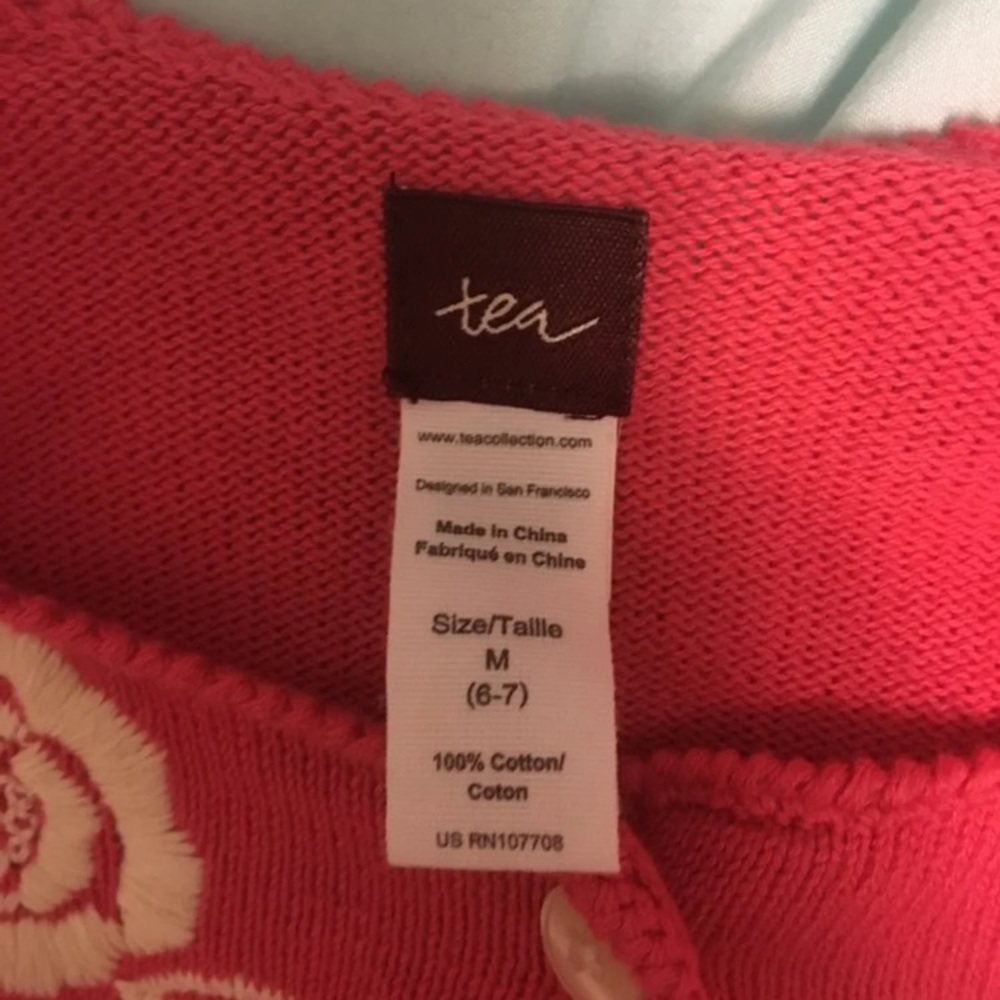 tea
www.teacollection.com
Designed in San Francisco
Made in China
Fabriqué en Chine
Size/Taille
M
(6-7)
100% Cotton/
Coton
US RN107708